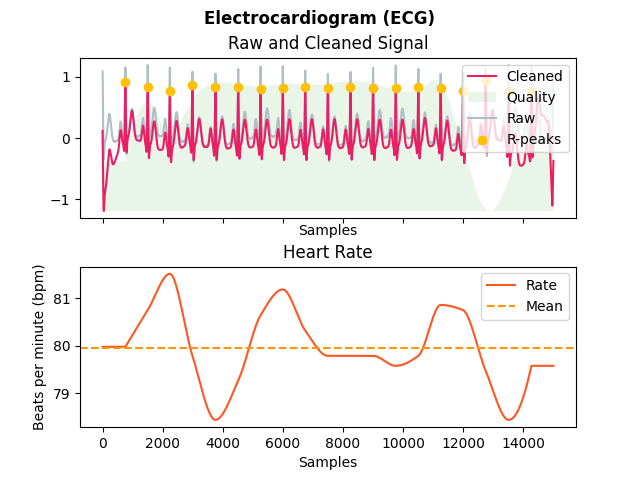 Electrocardiogram (ECG)
Raw and Cleaned Signal
1
0
−1
Cleaned
Quality
Raw
R-peaks
Samples
Heart Rate
Beats per minute (bpm)
81
80
79
Rate
Mean
0 2000 4000 6000 8000 10000 12000 14000
Samples